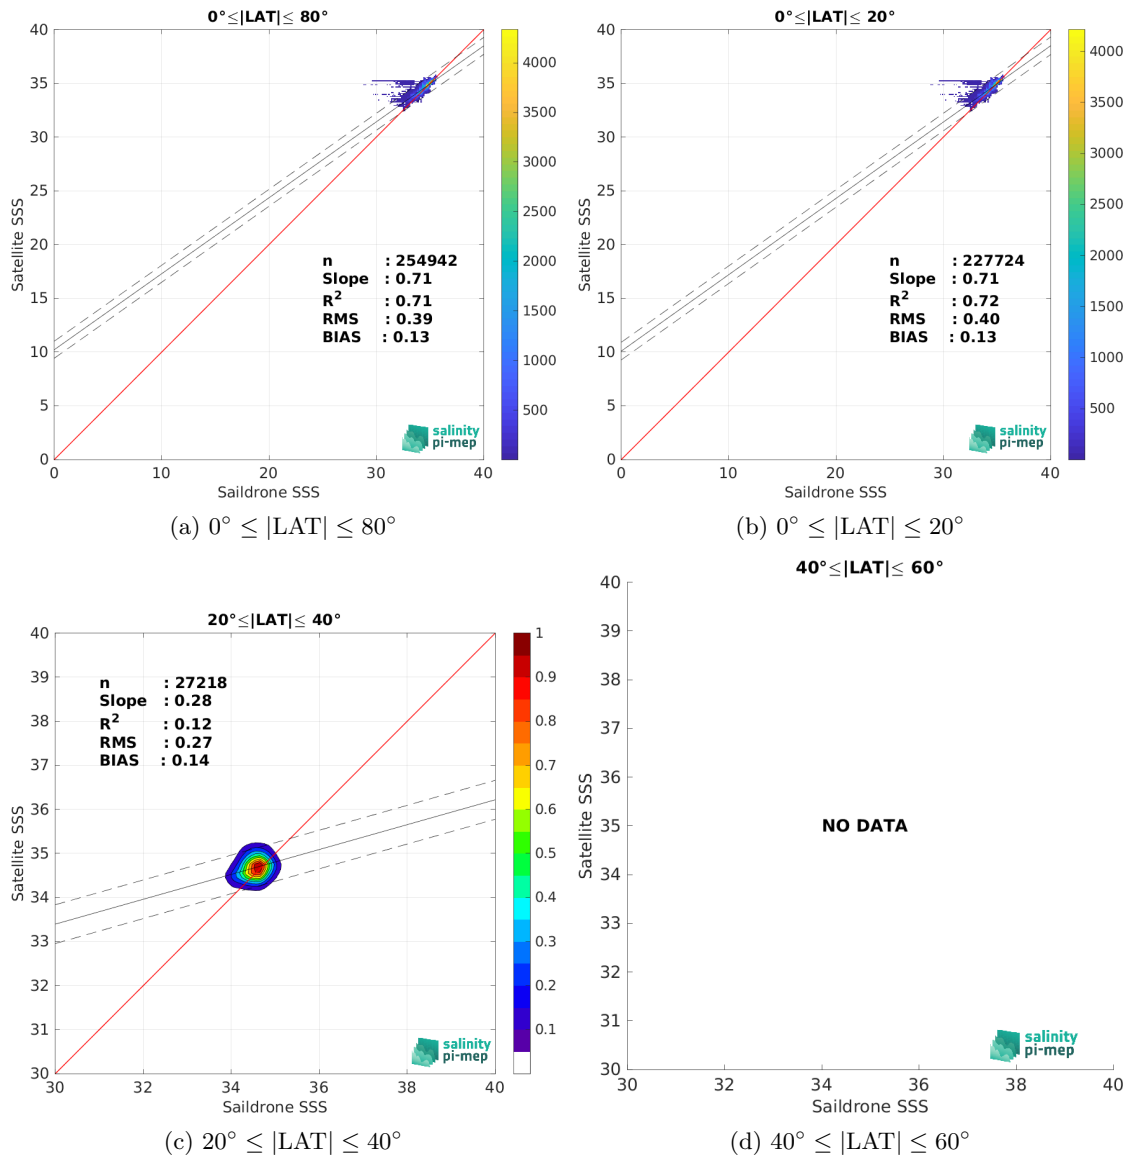 0°≤|LAT|≤ 80°
40
35
30
25
20
15
10
5
0
0
10
20
30
40
Satellite SSS
Saildrone SSS
n : 254942
Slope : 0.71
R² : 0.71
RMS : 0.39
BIAS : 0.13
salinity
pi-mep
4000
3500
3000
2500
2000
1500
1000
500
(a) 0° ≤ |LAT| ≤ 80°
0°≤|LAT|≤ 20°
40
35
30
25
20
15
10
5
0
0
10
20
30
40
Satellite SSS
Saildrone SSS
n : 227724
Slope : 0.71
R² : 0.72
RMS : 0.40
BIAS : 0.13
salinity
pi-mep
4000
3500
3000
2500
2000
1500
1000
500
(b) 0° ≤ |LAT| ≤ 20°
20°≤|LAT|≤ 40°
40
39
38
37
36
35
34
33
32
31
30
30
32
34
36
38
40
Satellite SSS
Saildrone SSS
n : 27218
Slope : 0.28
R² : 0.12
RMS : 0.27
BIAS : 0.14
salinity
pi-mep
1
0.9
0.8
0.7
0.6
0.5
0.4
0.3
0.2
0.1
(c) 20° ≤ |LAT| ≤ 40°
40°≤|LAT|≤ 60°
40
39
38
37
36
35
34
33
32
31
30
30
32
34
36
38
40
Satellite SSS
Saildrone SSS
NO DATA
salinity
pi-mep
(d) 40° ≤ |LAT| ≤ 60°